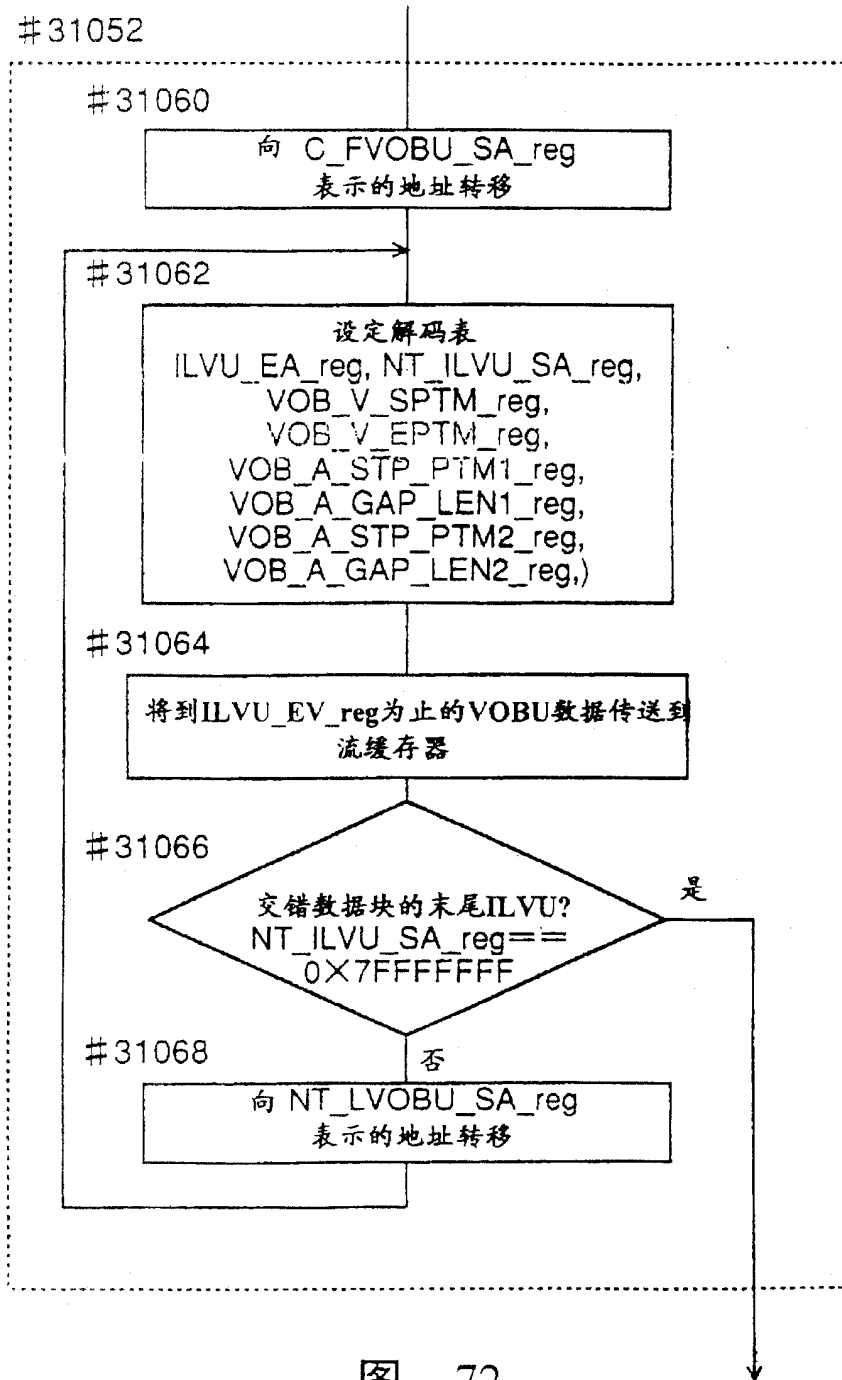 #31052
#31060
向 C_FVOBU_SA_reg
表示的地址转移
#31062
设定解码表
ILVU_EA_reg, NT_ILVU_SA_reg,
VOB_V_SPTM_reg,
VOB_V_EPTM_reg,
VOB_A_STP_PTM1_reg,
VOB_A_GAP_LEN1_reg,
VOB_A_STP_PTM2_reg,
VOB_A_GAP_LEN2_reg,)
#31064
将到ILVU_EV_reg为止的VOBU数据传送到
流缓存器
#31066
交错数据块的末尾ILVU?
NT_ILVU_SA_reg==
0×7FFFFFFF
是
#31068
否
向 NT_LVOBU_SA_reg
表示的地址转移
图 72